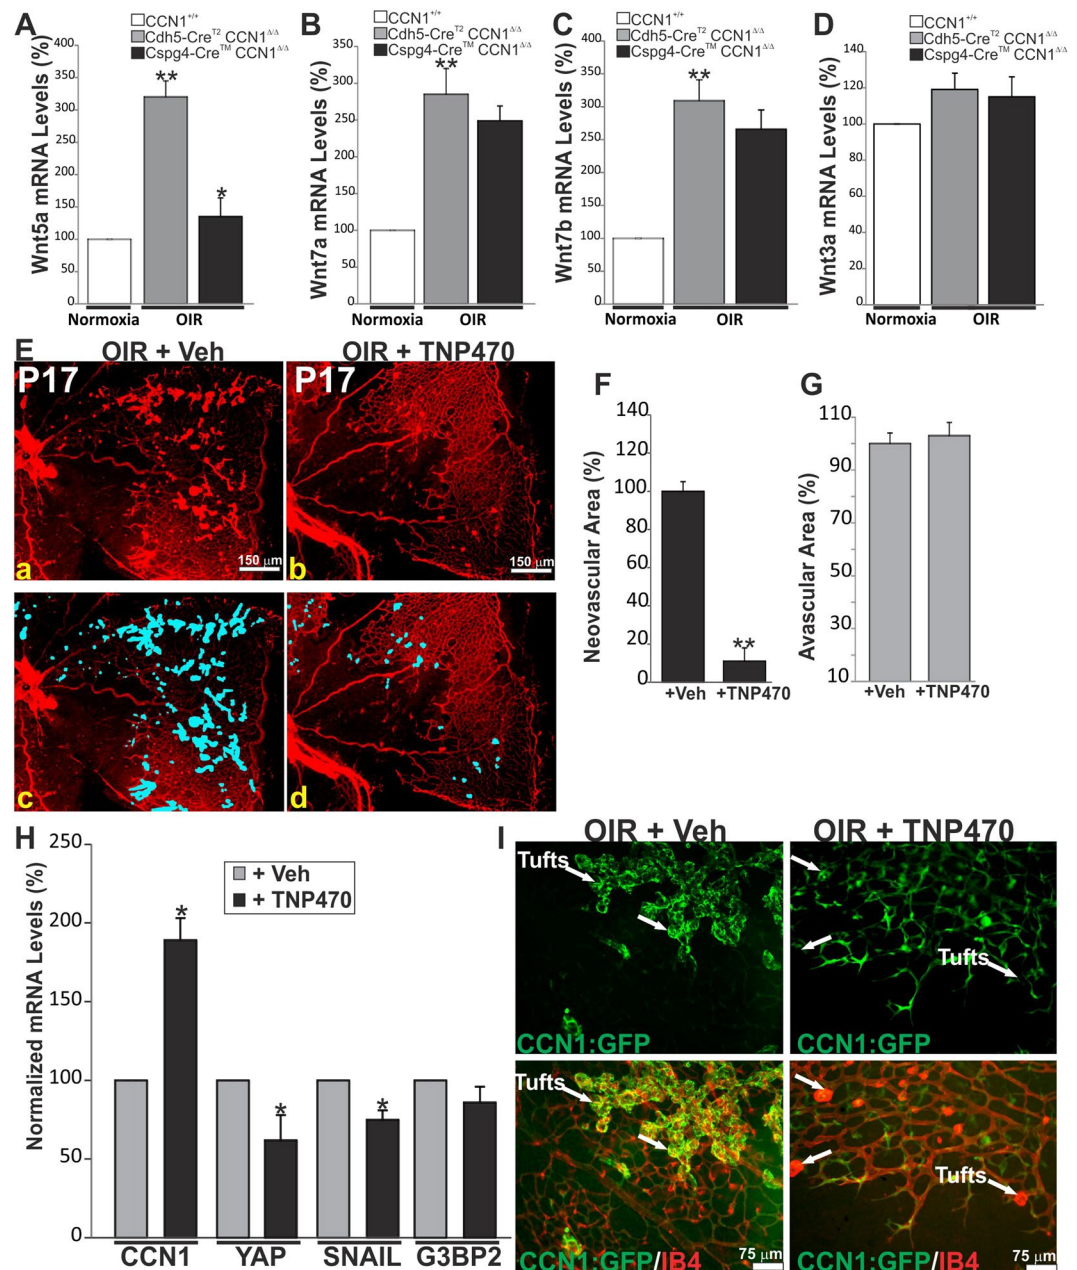 A
CCN1+/+
Cdh5-CreT2 CCN1Δ/Δ
Cspg4-CreTM CCN1Δ/Δ
Wnt5a mRNA Levels (%)
400
350
300
250
200
150
100
50
0
**
*
Normoxia OIR
B
CCN1+/+
Cdh5-CreT2 CCN1Δ/Δ
Cspg4-CreTM CCN1Δ/Δ
Wnt7a mRNA Levels (%)
350
300
250
200
150
100
50
0
**
Normoxia OIR
C
CCN1+/+
Cdh5-CreT2 CCN1Δ/Δ
Cspg4-CreTM CCN1Δ/Δ
Wnt7b mRNA Levels (%)
400
350
300
250
200
150
100
50
0
**
Normoxia OIR
D
CCN1+/+
Cdh5-CreT2 CCN1Δ/Δ
Cspg4-CreTM CCN1Δ/Δ
Wnt3a mRNA Levels (%)
140
120
100
80
60
40
20
0
Normoxia OIR
E
OIR + Veh
OIR + TNP470
P17
P17
150 µm
150 µm
a
b
c
d
F
Neovascular Area (%)
140
120
100
80
60
40
20
0
**
+Veh +TNP470
G
Avascular Area (%)
110
90
70
50
30
10
+Veh +TNP470
H
Normalized mRNA Levels (%)
250
200
150
100
50
0
+ Veh
+ TNP470
*
*
*
CCN1 YAP SNAIL G3BP2
I
OIR + Veh
OIR + TNP470
Tufts
Tufts
CCN1:GFP
CCN1:GFP
Tufts
Tufts
75 µm
75 µm
CCN1:GFP/IB4
CCN1:GFP/IB4